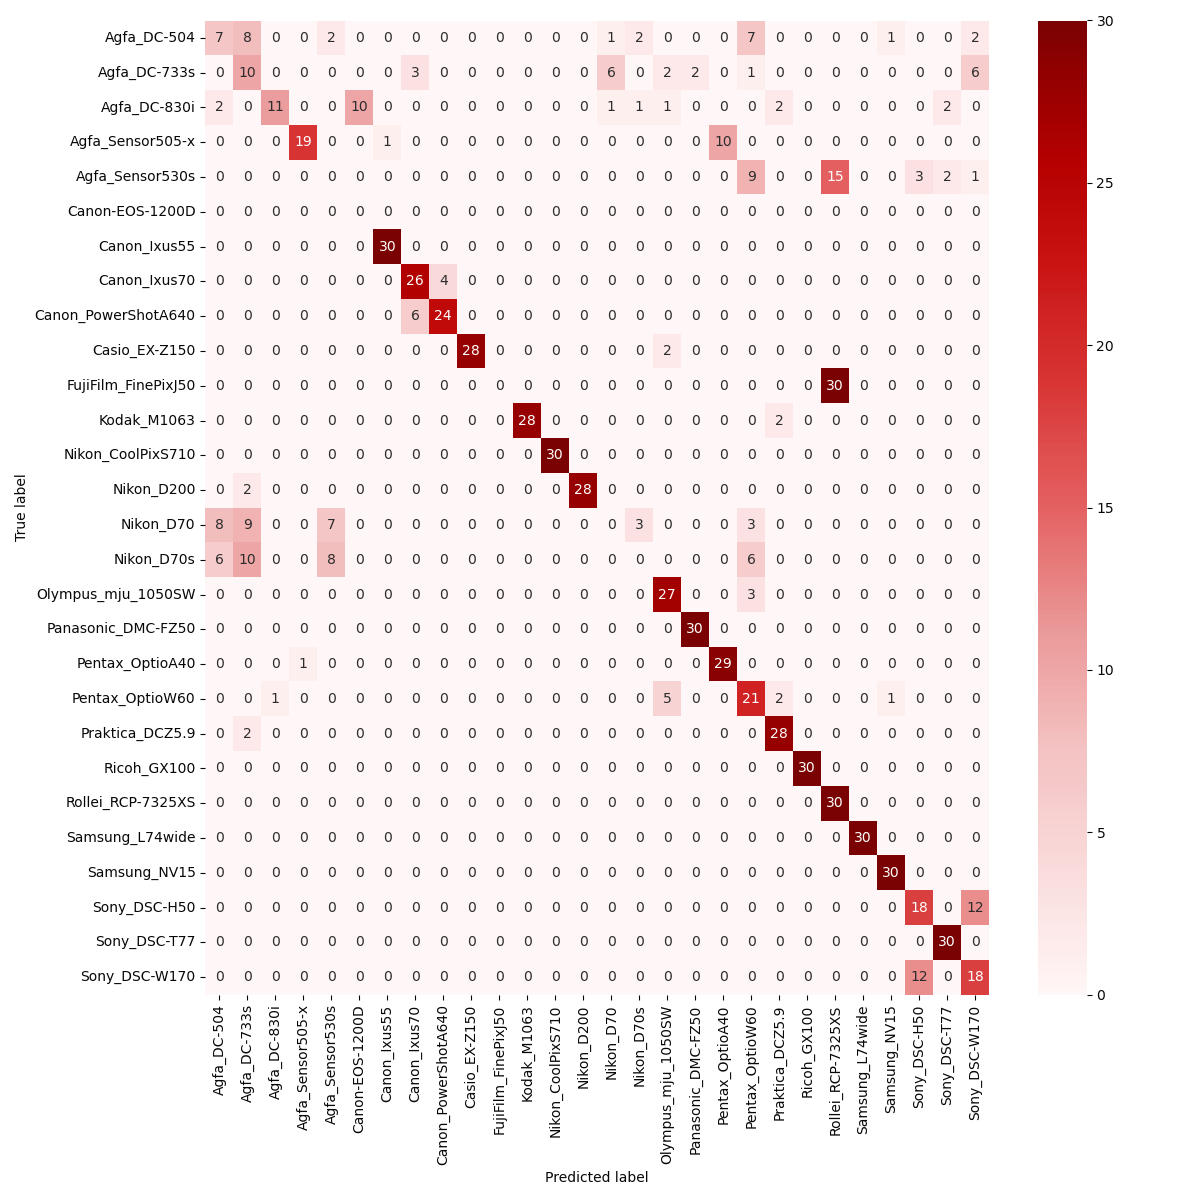 Agfa_DC-504 7 8 0 0 2 0 0 0 0 0 0 0 0 0 1 2 0 0 0 7 0 0 0 0 1 0 0 2
Agfa_DC-733s 0 10 0 0 0 0 0 3 0 0 0 0 0 0 6 0 2 2 0 1 0 0 0 0 0 0 0 6
Agfa_DC-830i 2 0 11 0 0 10 0 0 0 0 0 0 0 0 1 1 1 0 0 0 2 0 0 0 0 0 2 0
Agfa_Sensor505-x 0 0 0 19 0 0 1 0 0 0 0 0 0 0 0 0 0 0 10 0 0 0 0 0 0 0 0 0
Agfa_Sensor530s 0 0 0 0 0 0 0 0 0 0 0 0 0 0 0 0 0 0 0 9 0 0 15 0 0 3 2 1
Canon-EOS-1200D 0 0 0 0 0 0 0 0 0 0 0 0 0 0 0 0 0 0 0 0 0 0 0 0 0 0 0 0
Canon_Ixus55 0 0 0 0 0 0 30 0 0 0 0 0 0 0 0 0 0 0 0 0 0 0 0 0 0 0 0 0
Canon_Ixus70 0 0 0 0 0 0 0 26 4 0 0 0 0 0 0 0 0 0 0 0 0 0 0 0 0 0 0 0
Canon_PowerShotA640 0 0 0 0 0 0 0 6 24 0 0 0 0 0 0 0 0 0 0 0 0 0 0 0 0 0 0 0
Casio_EX-Z150 0 0 0 0 0 0 0 0 0 28 0 0 0 0 0 0 2 0 0 0 0 0 0 0 0 0 0 0
FujiFilm_FinePixJ50 0 0 0 0 0 0 0 0 0 0 0 0 0 0 0 0 0 0 0 0 0 0 30 0 0 0 0 0
Kodak_M1063 0 0 0 0 0 0 0 0 0 0 0 28 0 0 0 0 0 0 0 0 2 0 0 0 0 0 0 0
Nikon_CoolPixS710 0 0 0 0 0 0 0 0 0 0 0 0 30 0 0 0 0 0 0 0 0 0 0 0 0 0 0 0
Nikon_D200 0 2 0 0 0 0 0 0 0 0 0 0 0 28 0 0 0 0 0 0 0 0 0 0 0 0 0 0
Nikon_D70 8 9 0 0 7 0 0 0 0 0 0 0 0 0 0 3 0 0 0 3 0 0 0 0 0 0 0 0
Nikon_D70s 6 10 0 0 8 0 0 0 0 0 0 0 0 0 0 0 0 0 0 6 0 0 0 0 0 0 0 0
Olympus_mju_1050SW 0 0 0 0 0 0 0 0 0 0 0 0 0 0 0 0 27 0 0 3 0 0 0 0 0 0 0 0
Panasonic_DMC-FZ50 0 0 0 0 0 0 0 0 0 0 0 0 0 0 0 0 0 30 0 0 0 0 0 0 0 0 0 0
Pentax_OptioA40 0 0 0 1 0 0 0 0 0 0 0 0 0 0 0 0 0 0 29 0 0 0 0 0 0 0 0 0
Pentax_OptioW60 0 0 1 0 0 0 0 0 0 0 0 0 0 0 0 0 5 0 0 21 2 0 0 0 1 0 0 0
Praktica_DCZ5.9 0 2 0 0 0 0 0 0 0 0 0 0 0 0 0 0 0 0 0 0 28 0 0 0 0 0 0 0
Ricoh_GX100 0 0 0 0 0 0 0 0 0 0 0 0 0 0 0 0 0 0 0 0 0 30 0 0 0 0 0 0
Rollei_RCP-7325XS 0 0 0 0 0 0 0 0 0 0 0 0 0 0 0 0 0 0 0 0 0 0 30 0 0 0 0 0
Samsung_L74wide 0 0 0 0 0 0 0 0 0 0 0 0 0 0 0 0 0 0 0 0 0 0 0 30 0 0 0 0
Samsung_NV15 0 0 0 0 0 0 0 0 0 0 0 0 0 0 0 0 0 0 0 0 0 0 0 0 30 0 0 0
Sony_DSC-H50 0 0 0 0 0 0 0 0 0 0 0 0 0 0 0 0 0 0 0 0 0 0 0 0 0 18 0 12
Sony_DSC-T77 0 0 0 0 0 0 0 0 0 0 0 0 0 0 0 0 0 0 0 0 0 0 0 0 0 0 30 0
Sony_DSC-W170 0 0 0 0 0 0 0 0 0 0 0 0 0 0 0 0 0 0 0 0 0 0 0 0 0 12 0 18
True label
Agfa_DC-504
Agfa_DC-733s
Agfa_DC-830i
Agfa_Sensor505-x
Agfa_Sensor530s
Canon-EOS-1200D
Canon_Ixus55
Canon_Ixus70
Canon_PowerShotA640
Casio_EX-Z150
FujiFilm_FinePixJ50
Kodak_M1063
Nikon_CoolPixS710
Nikon_D200
Nikon_D70
Nikon_D70s
Olympus_mju_1050SW
Panasonic_DMC-FZ50
Pentax_OptioA40
Pentax_OptioW60
Praktica_DCZ5.9
Ricoh_GX100
Rollei_RCP-7325XS
Samsung_L74wide
Samsung_NV15
Sony_DSC-H50
Sony_DSC-T77
Sony_DSC-W170
Predicted label
30
25
20
15
10
5
0